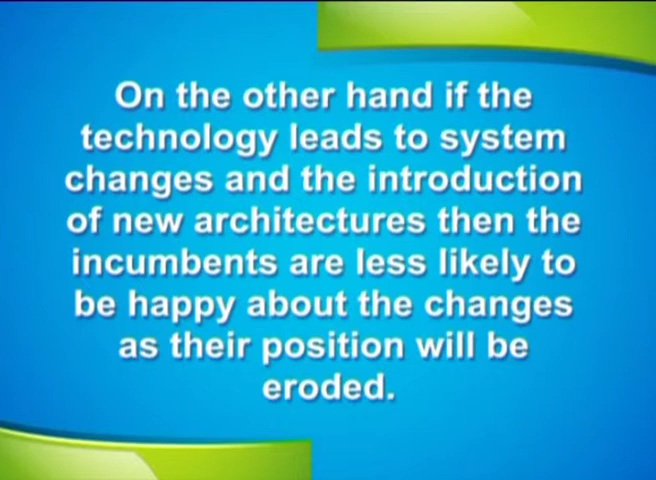 On the other hand if the
technology leads to system
changes and the introduction
of new architectures then the
incumbents are less likely to
be happy about the changes
as their position will be
eroded.